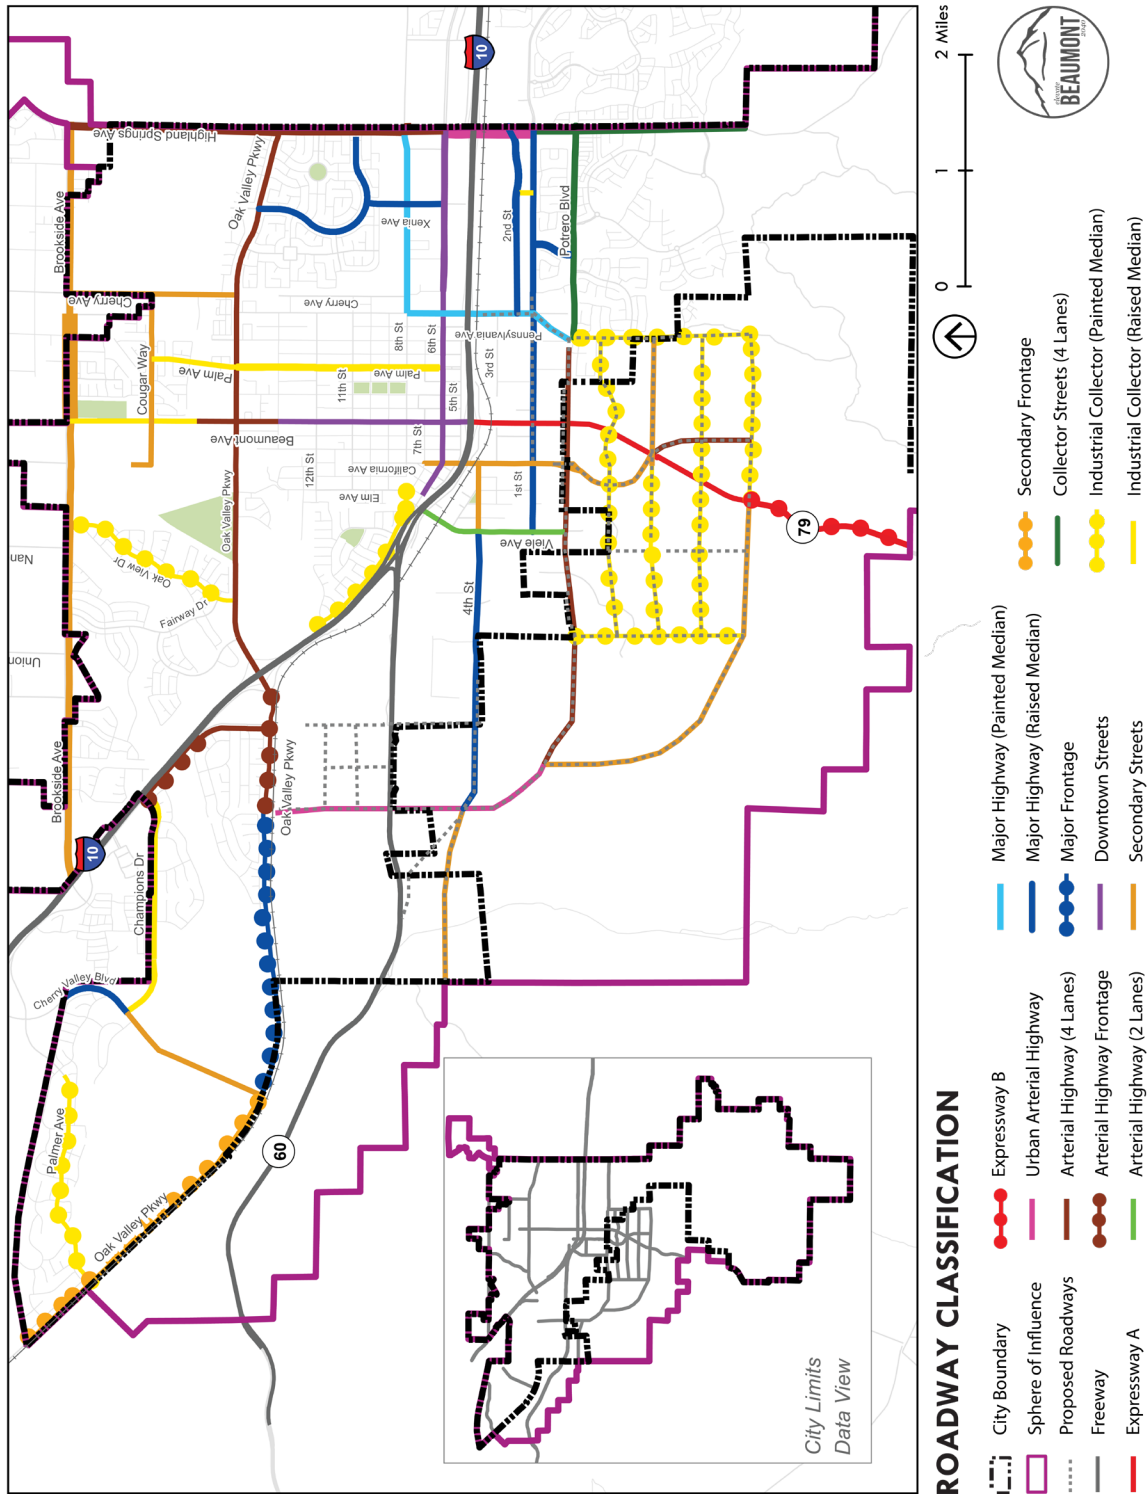 Highland Springs Ave
Oak Valley Pkwy
Brookside Ave
Xenia Ave
2nd St
Potrero Blvd
10
Cherry Ave
Cherry Ave
8th St
6th St
Pennsylvania Ave
3rd St
Cougar Way
Palm Ave
11th St
Palm Ave
5th St
Beaumont Ave
7th St
California Ave
12th St
Elm Ave
1st St
Oak Valley Pkwy
Nan
Oak View Dr
Fairway Dr
Viele Ave
79
4th St
Union
Brookside Ave
Oak Valley Pkwy
10
Champions Dr
Cherry Valley Blvd
Palmer Ave
Oak Valley Pkwy
60
City Limits
Data View
ROADWAY CLASSIFICATION
City Boundary
Sphere of Influence
Proposed Roadways
Freeway
Expressway A
Expressway B
Urban Arterial Highway
Arterial Highway (4 Lanes)
Arterial Highway Frontage
Arterial Highway (2 Lanes)
Major Highway (Painted Median)
Major Highway (Raised Median)
Major Frontage
Downtown Streets
Secondary Streets
Secondary Frontage
Collector Streets (4 Lanes)
Industrial Collector (Painted Median)
Industrial Collector (Raised Median)
0 1 2 Miles
elevate
BEAUMONT
2040